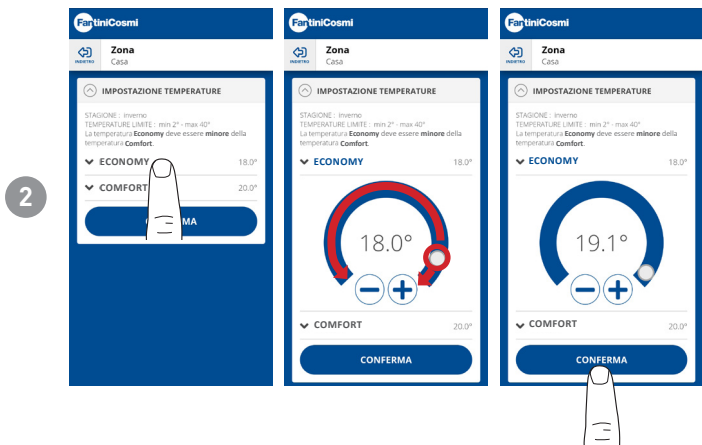 2
FantiniCosmi
INDIETRO
Zona
Casa
IMPOSTAZIONE TEMPERATURE
STAGIONE : inverno
TEMPERATURE LIMITE : min 2° - max 40°
La temperatura Economy deve essere minore della
temperatura Comfort.
ECONOMY 18.0°
COMFORT 20.0°
MA
FantiniCosmi
INDIETRO
Zona
Casa
IMPOSTAZIONE TEMPERATURE
STAGIONE : inverno
TEMPERATURE LIMITE : min 2° - max 40°
La temperatura Economy deve essere minore della
temperatura Comfort.
ECONOMY 18.0°
18.0°
COMFORT 20.0°
CONFERMA
FantiniCosmi
INDIETRO
Zona
Casa
IMPOSTAZIONE TEMPERATURE
STAGIONE : inverno
TEMPERATURE LIMITE : min 2° - max 40°
La temperatura Economy deve essere minore della
temperatura Comfort.
ECONOMY 18.0°
19.1°
COMFORT 20.0°
CONFERMA